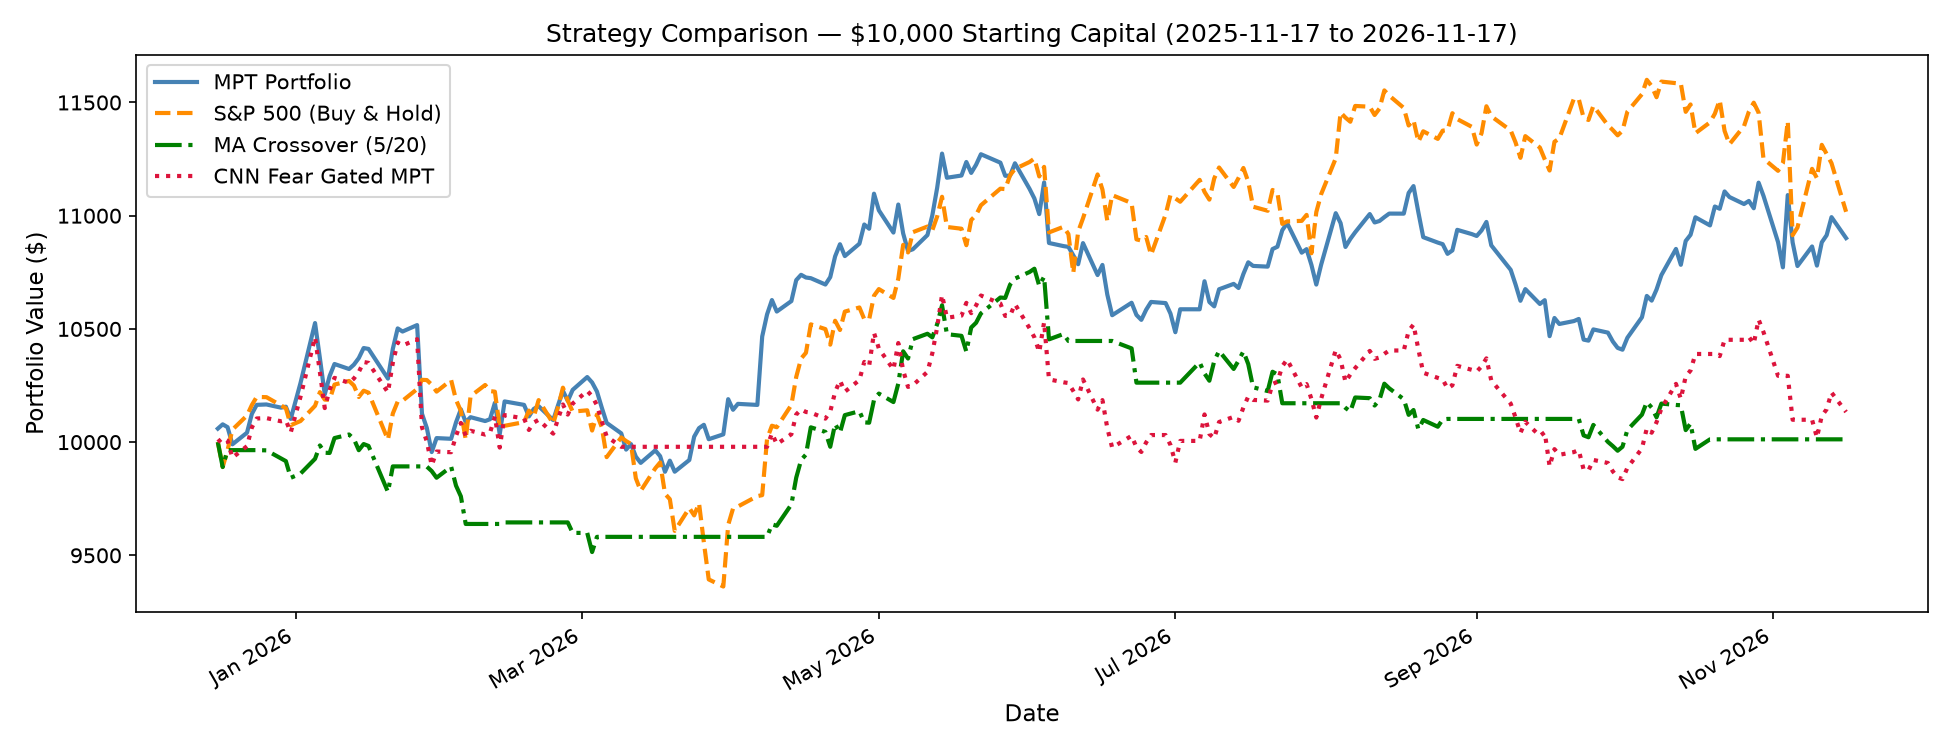 Strategy Comparison — $10,000 Starting Capital (2025-11-17 to 2026-11-17)
MPT Portfolio
S&P 500 (Buy & Hold)
MA Crossover (5/20)
CNN Fear Gated MPT
Portfolio Value ($)
11500
11000
10500
10000
9500
Jan 2026
Mar 2026
May 2026
Jul 2026
Sep 2026
Nov 2026
Date